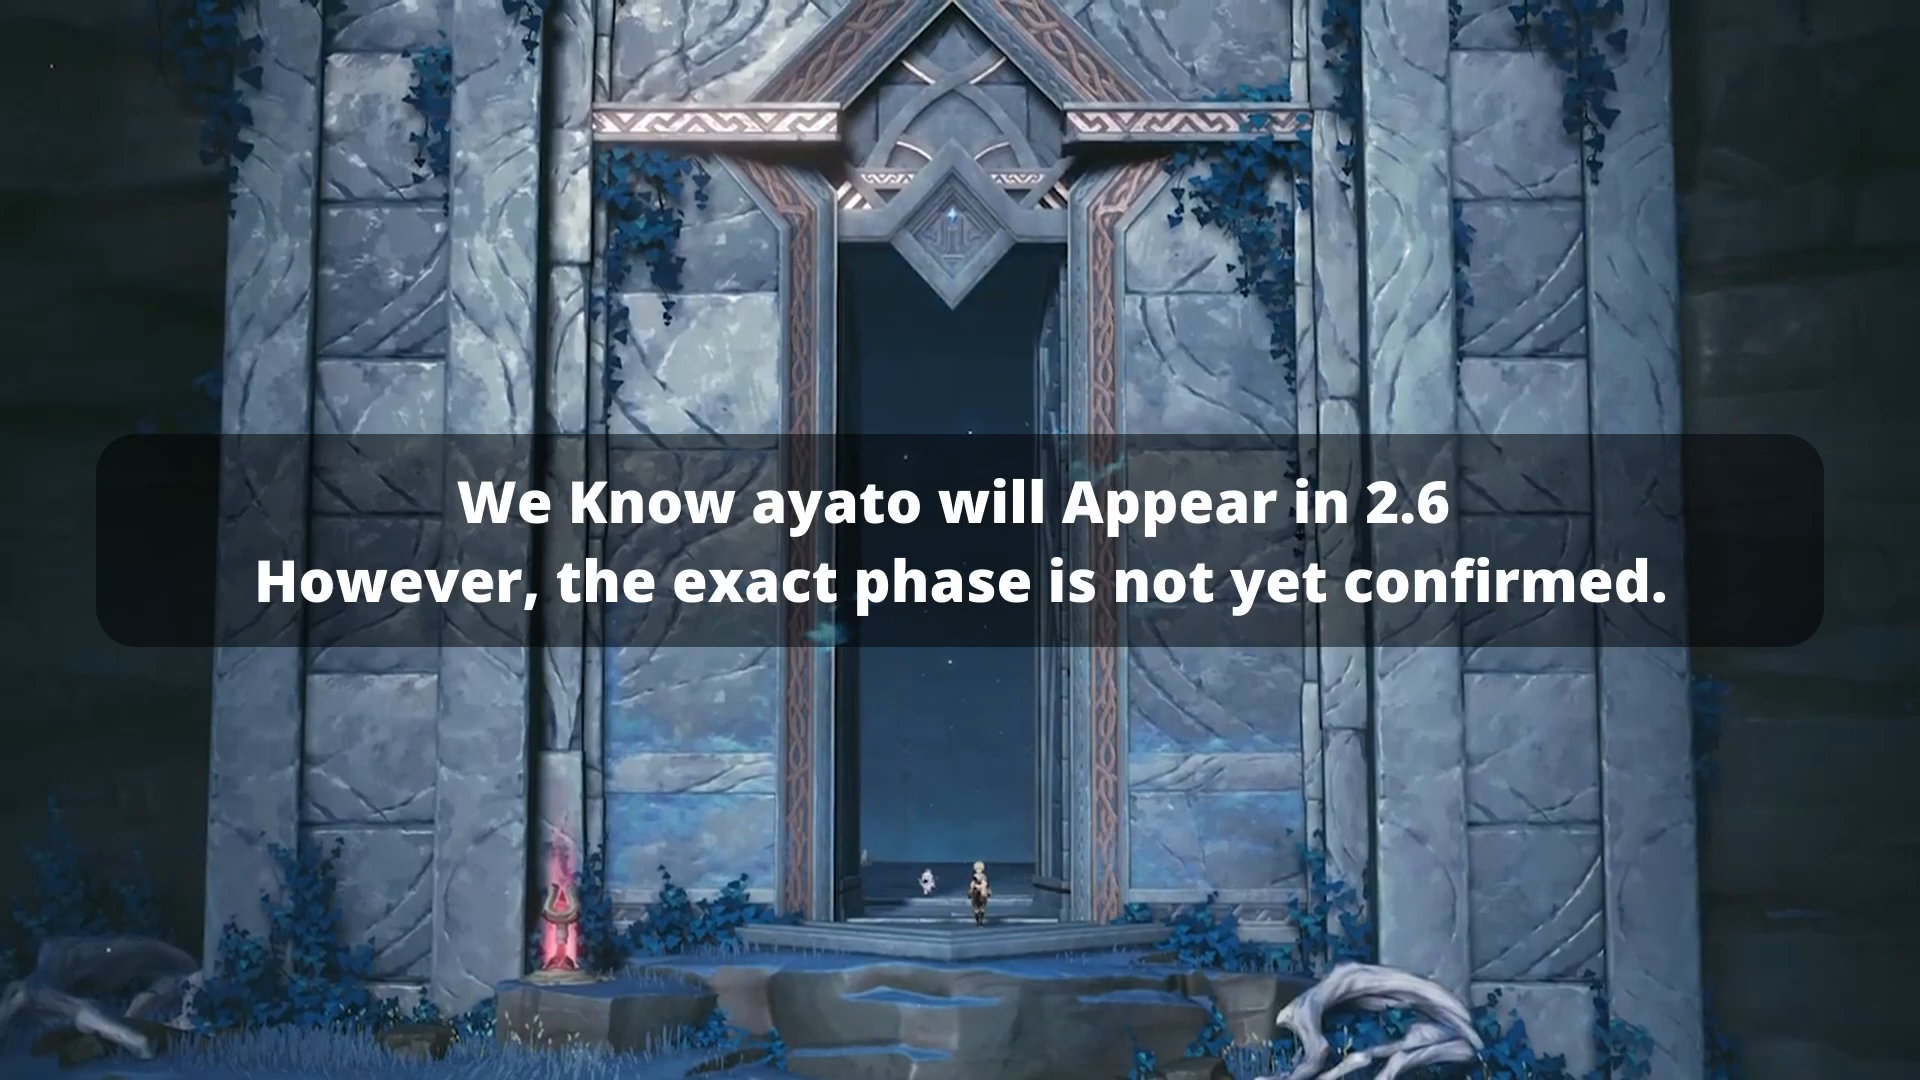 We Know ayato will Appear in 2.6
However, the exact phase is not yet confirmed.